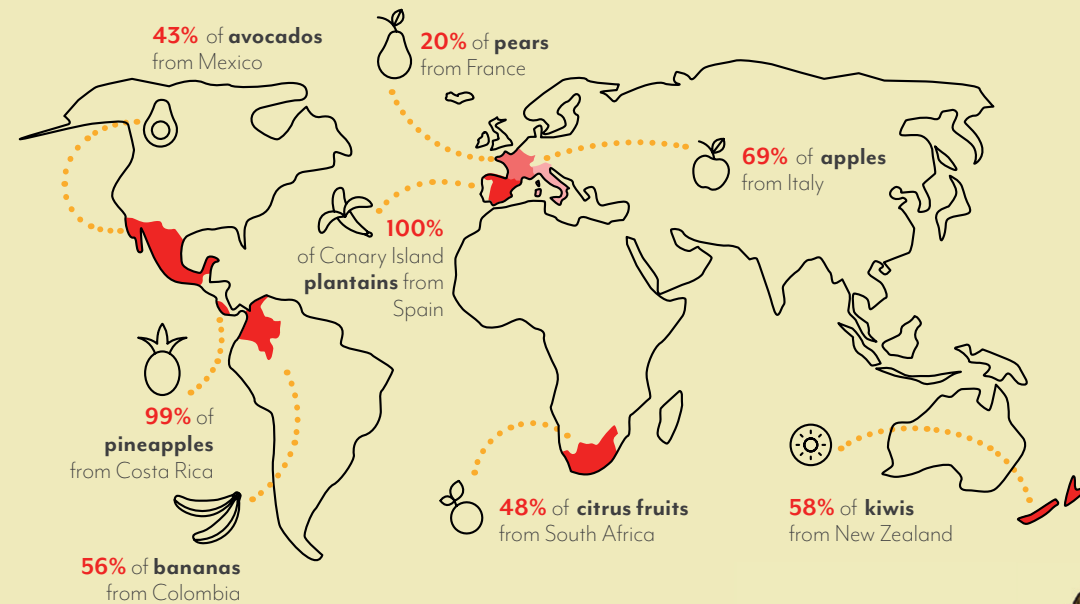 43% of avocados
from Mexico
20% of pears
from France
69% of apples
from Italy
100%
of Canary Island
plantains from
Spain
99% of
pineapples
from Costa Rica
48% of citrus fruits
from South Africa
58% of kiwis
from New Zealand
56% of bananas
from Colombia